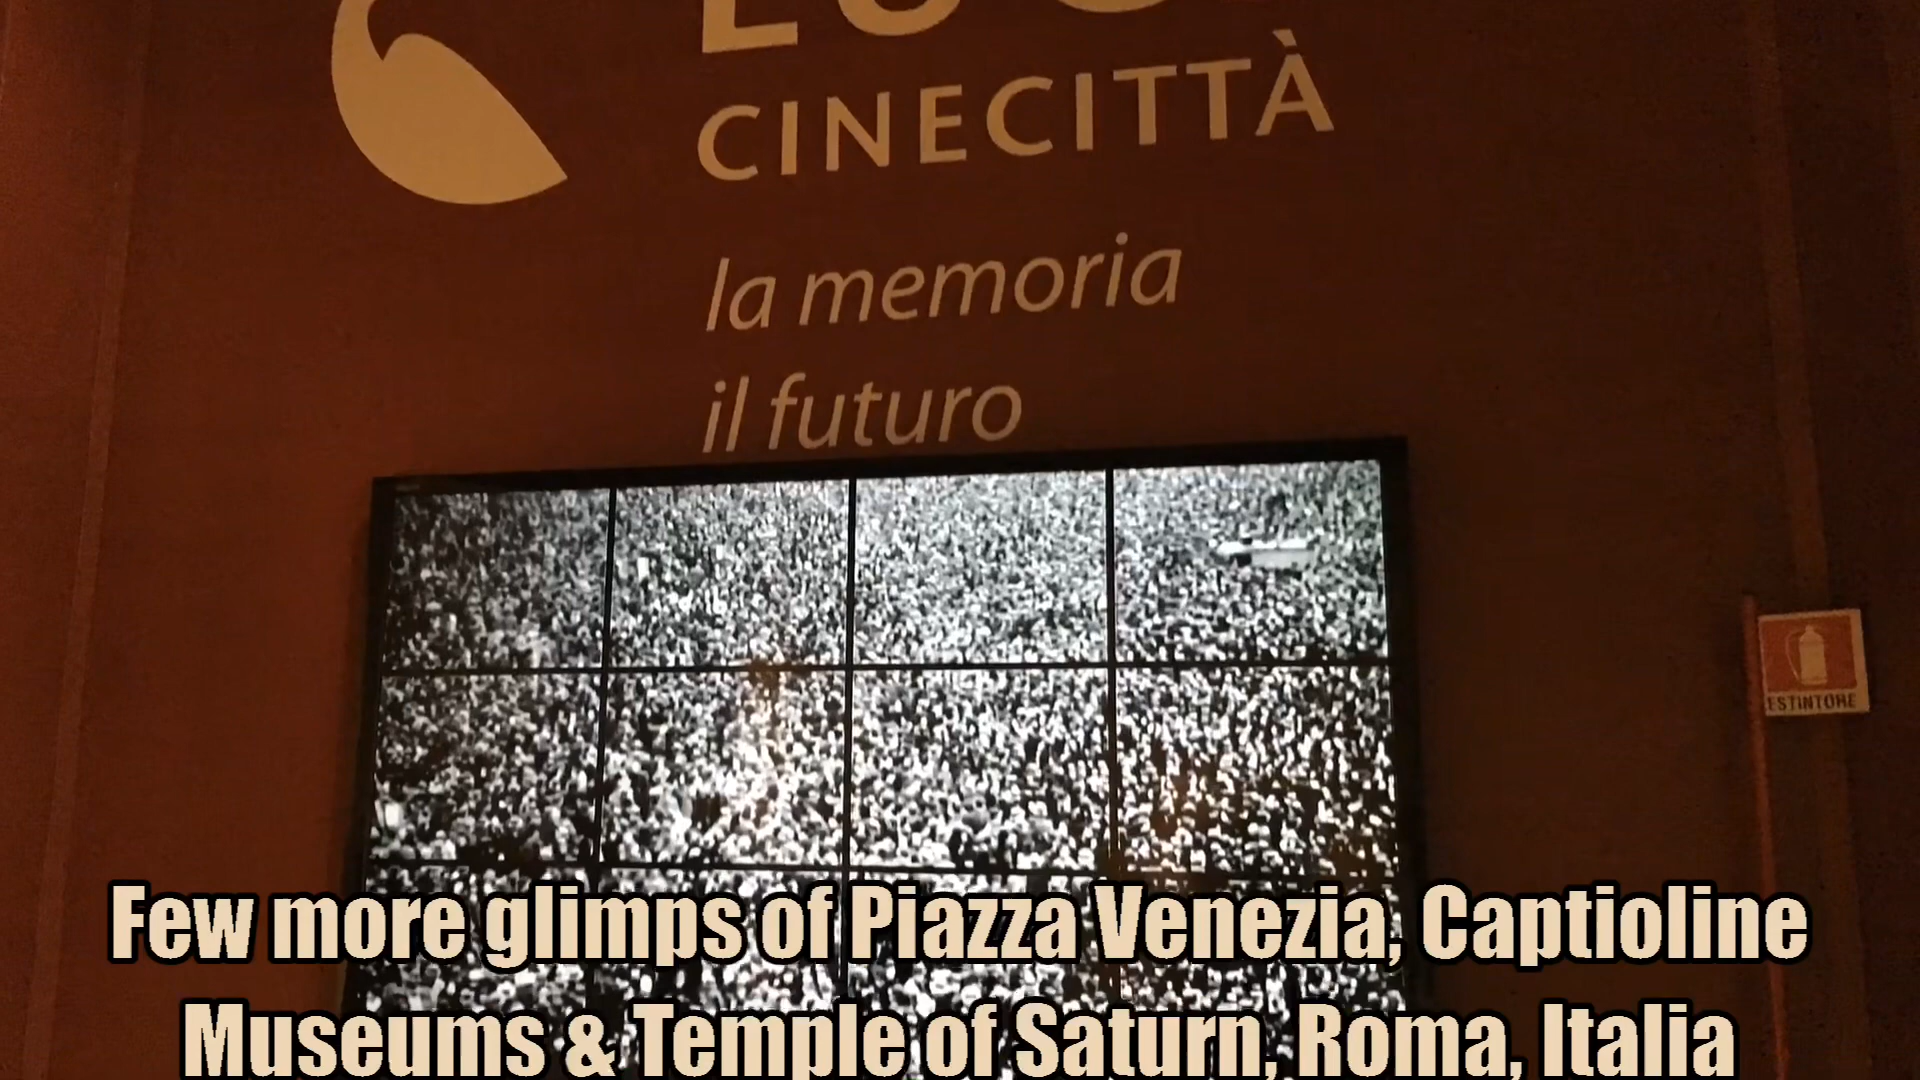 CINECITTÀ
la memoria
il futuro
ESTINTORE
Few more glimps of Piazza Venezia, Captioline
Museums & Temple of Saturn, Roma, Italia